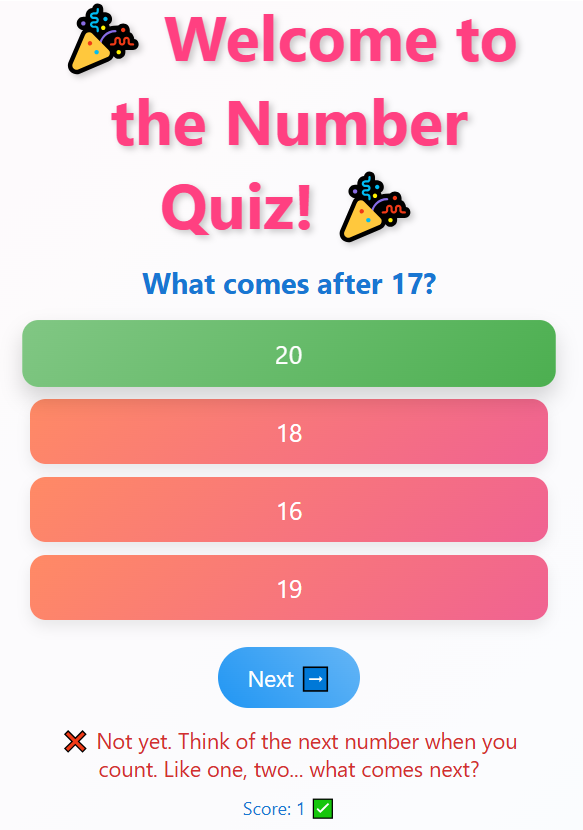 🎉 Welcome to
the Number
Quiz! 🎉
What comes after 17?
20
18
16
19
Next ➡️
❌ Not yet. Think of the next number when you
count. Like one, two... what comes next?
Score: 1 ✅